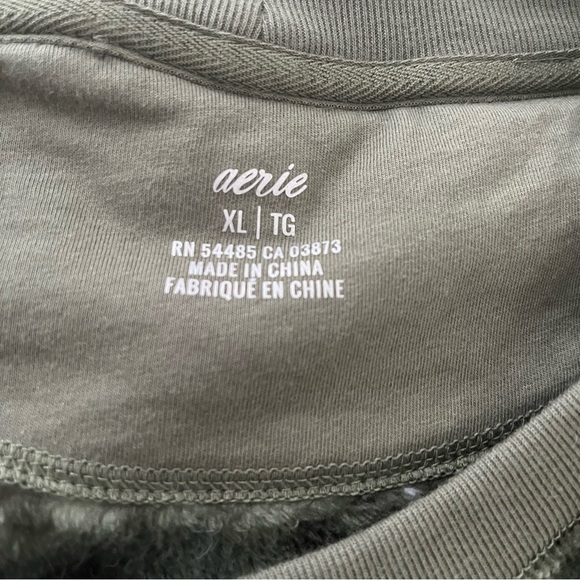 aerie
XL | TG
RN 54485 CA 03873
MADE IN CHINA
FABRIQUÉ EN CHINE